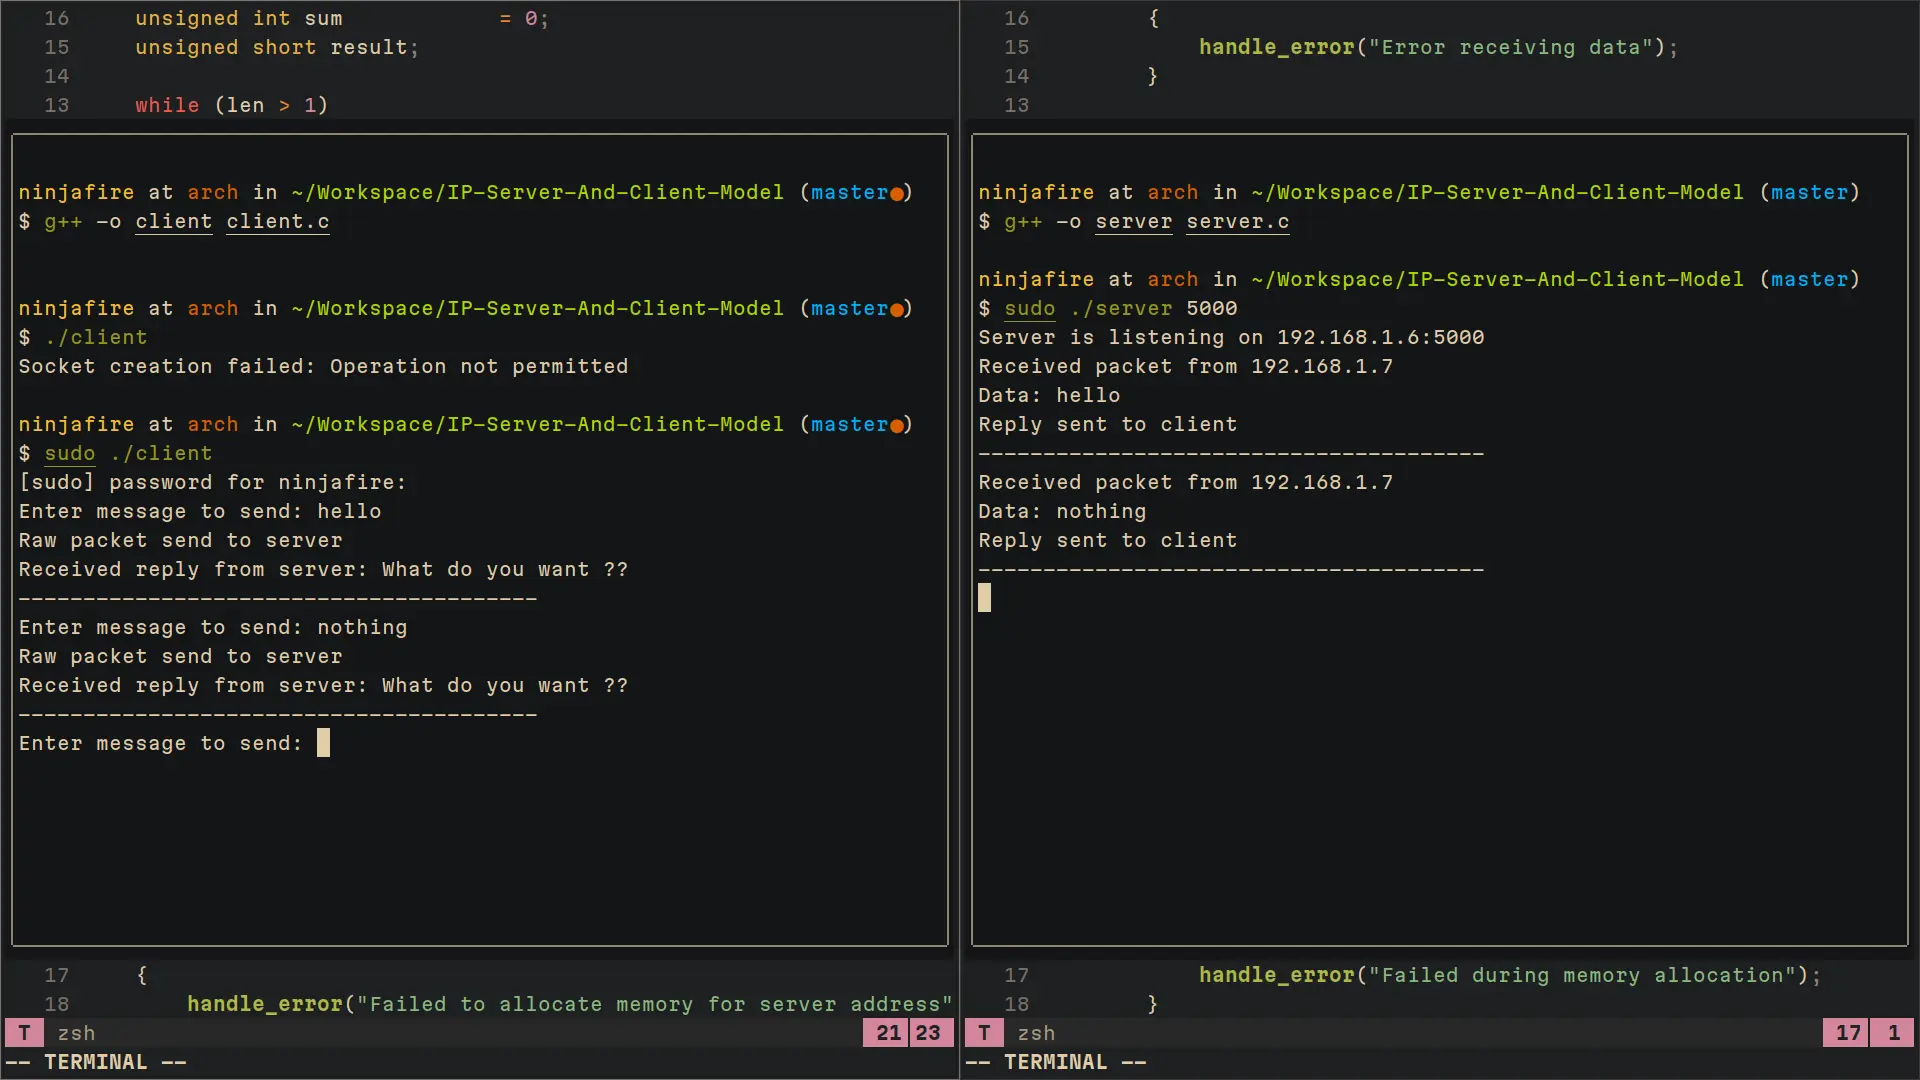 16 unsigned int sum = 0;
15 unsigned short result;
14
13 while (len > 1)
ninjafire at arch in ~/Workspace/IP-Server-And-Client-Model (master●)
$ g++ -o client client.c
ninjafire at arch in ~/Workspace/IP-Server-And-Client-Model (master●)
$ ./client
Socket creation failed: Operation not permitted
ninjafire at arch in ~/Workspace/IP-Server-And-Client-Model (master●)
$ sudo ./client
[sudo] password for ninjafire:
Enter message to send: hello
Raw packet send to server
Received reply from server: What do you want ??
----------------------------------------
Enter message to send: nothing
Raw packet send to server
Received reply from server: What do you want ??
----------------------------------------
Enter message to send:
17 {
18 handle_error("Failed to allocate memory for server address"
T zsh 21 23
-- TERMINAL --
16 {
15 handle_error("Error receiving data");
14 }
13
ninjafire at arch in ~/Workspace/IP-Server-And-Client-Model (master)
$ g++ -o server server.c
ninjafire at arch in ~/Workspace/IP-Server-And-Client-Model (master)
$ sudo ./server 5000
Server is listening on 192.168.1.6:5000
Received packet from 192.168.1.7
Data: hello
Reply sent to client
---------------------------------------
Received packet from 192.168.1.7
Data: nothing
Reply sent to client
---------------------------------------
17 handle_error("Failed during memory allocation");
18 }
T zsh 17 1
-- TERMINAL --